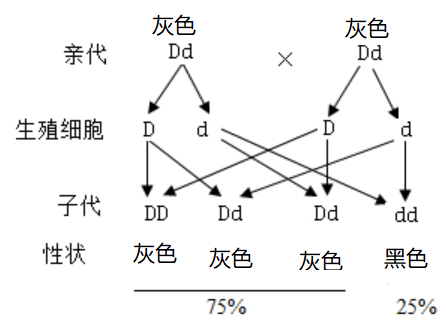 灰色 灰色
亲代 Dd × Dd
生殖细胞 D d D d
子代 DD Dd Dd dd
性状 灰色 灰色 灰色 黑色
75% 25%